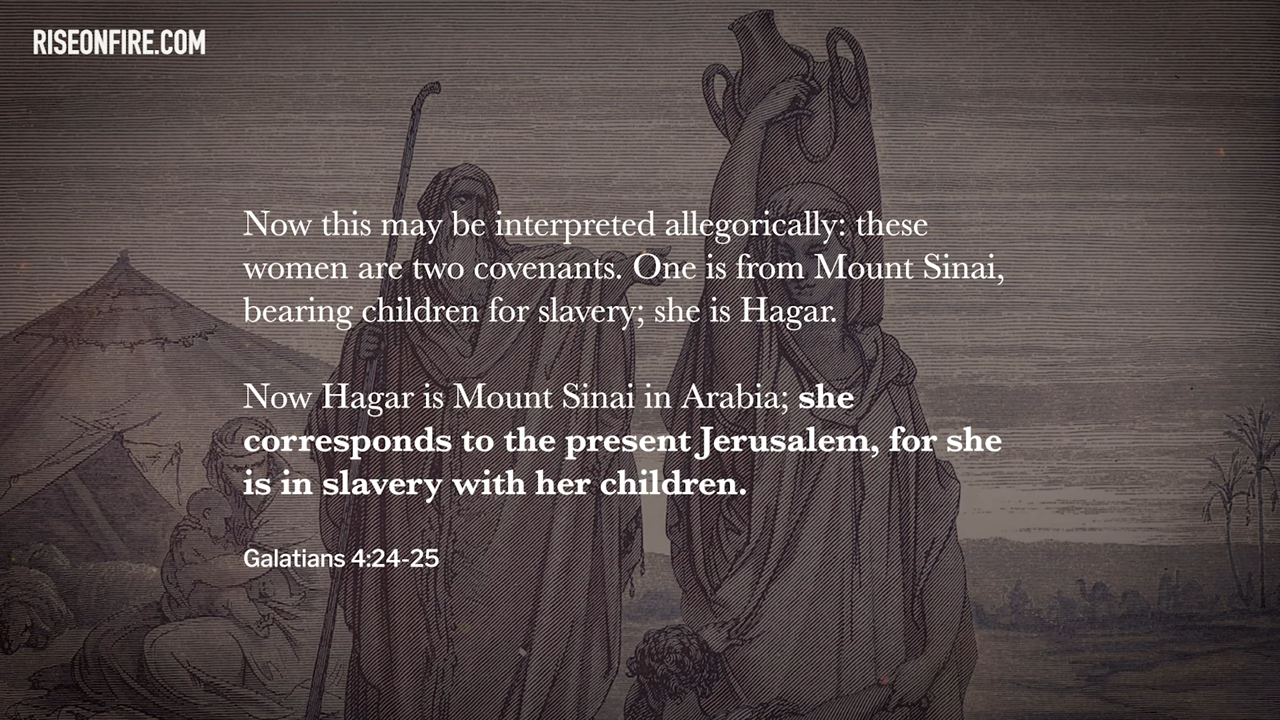 RISEONFIRE.COM
Now this may be interpreted allegorically: these
women are two covenants. One is from Mount Sinai,
bearing children for slavery; she is Hagar.
Now Hagar is Mount Sinai in Arabia; she
corresponds to the present Jerusalem, for she
is in slavery with her children.
Galatians 4:24-25